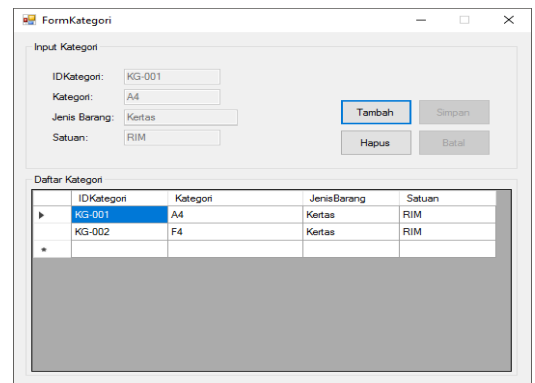 FormKategori
Input Kategori
IDKategori: KG-001
Kategori: A4
Jenis Barang: Kertas
Satuan: RIM
Tambah Simpan
Hapus Batal
Daftar Kategori
IDKategori Kategori JenisBarang Satuan
KG-001 A4 Kertas RIM
KG-002 F4 Kertas RIM